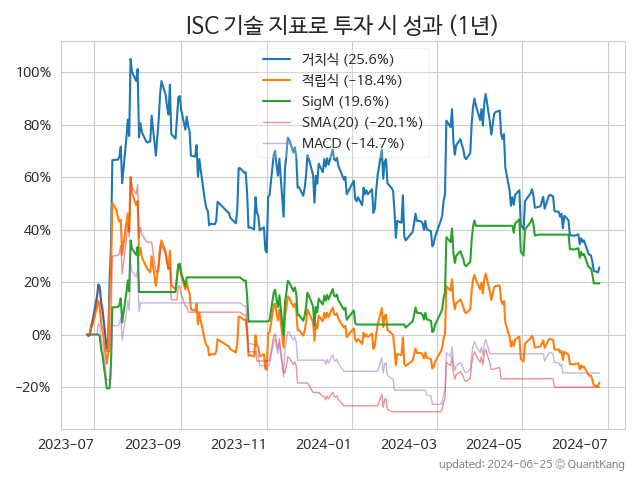 ISC 기술 지표로 투자 시 성과 (1년)
거치식 (25.6%)
적립식 (−18.4%)
SigM (19.6%)
SMA(20) (−20.1%)
MACD (−14.7%)
100%
80%
60%
40%
20%
0%
−20%
2023-07 2023-09 2023-11 2024-01 2024-03 2024-05 2024-07
updated: 2024-06-25 ⓒ QuantKang